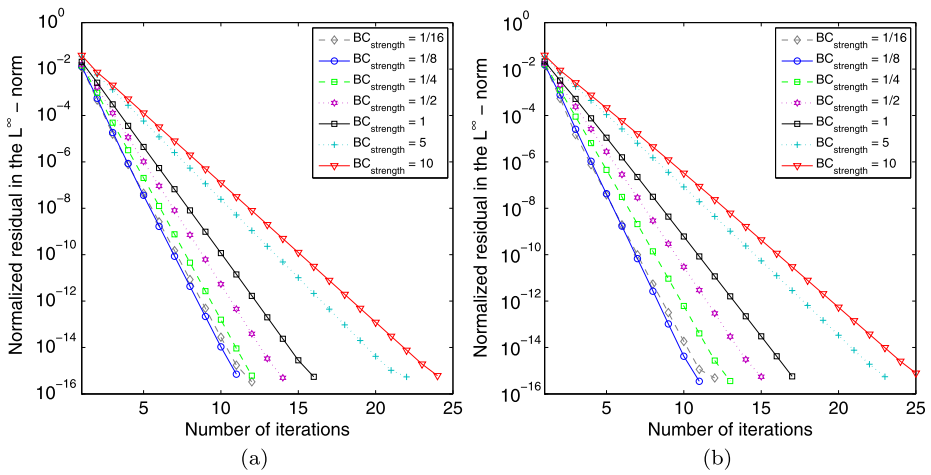 Normalized residual in the L^∞ − norm
10^0
10^−2
10^−4
10^−6
10^−8
10^−10
10^−12
10^−14
10^−16
5
10
15
20
25
Number of iterations
BC_strength = 1/16
BC_strength = 1/8
BC_strength = 1/4
BC_strength = 1/2
BC_strength = 1
BC_strength = 5
BC_strength = 10
(a)
Normalized residual in the L^∞ − norm
10^0
10^−2
10^−4
10^−6
10^−8
10^−10
10^−12
10^−14
10^−16
5
10
15
20
25
Number of iterations
BC_strength = 1/16
BC_strength = 1/8
BC_strength = 1/4
BC_strength = 1/2
BC_strength = 1
BC_strength = 5
BC_strength = 10
(b)